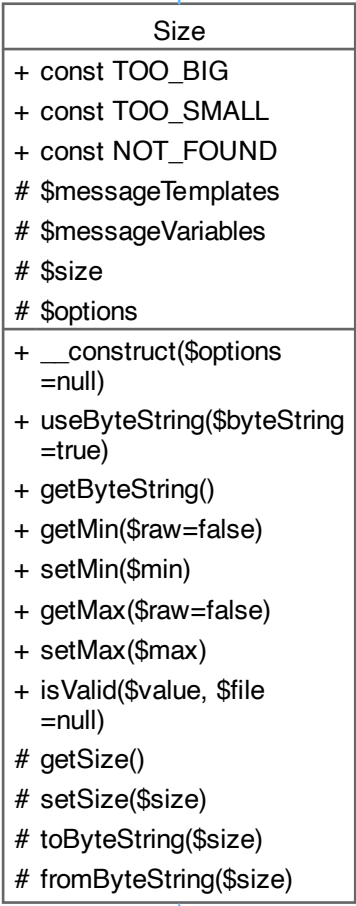 Size
+ const TOO_BIG
+ const TOO_SMALL
+ const NOT_FOUND
# $messageTemplates
# $messageVariables
# $size
# $options
+ __construct($options
=null)
+ useByteString($byteString
=true)
+ getByteString()
+ getMin($raw=false)
+ setMin($min)
+ getMax($raw=false)
+ setMax($max)
+ isValid($value, $file
=null)
# getSize()
# setSize($size)
# toByteString($size)
# fromByteString($size)